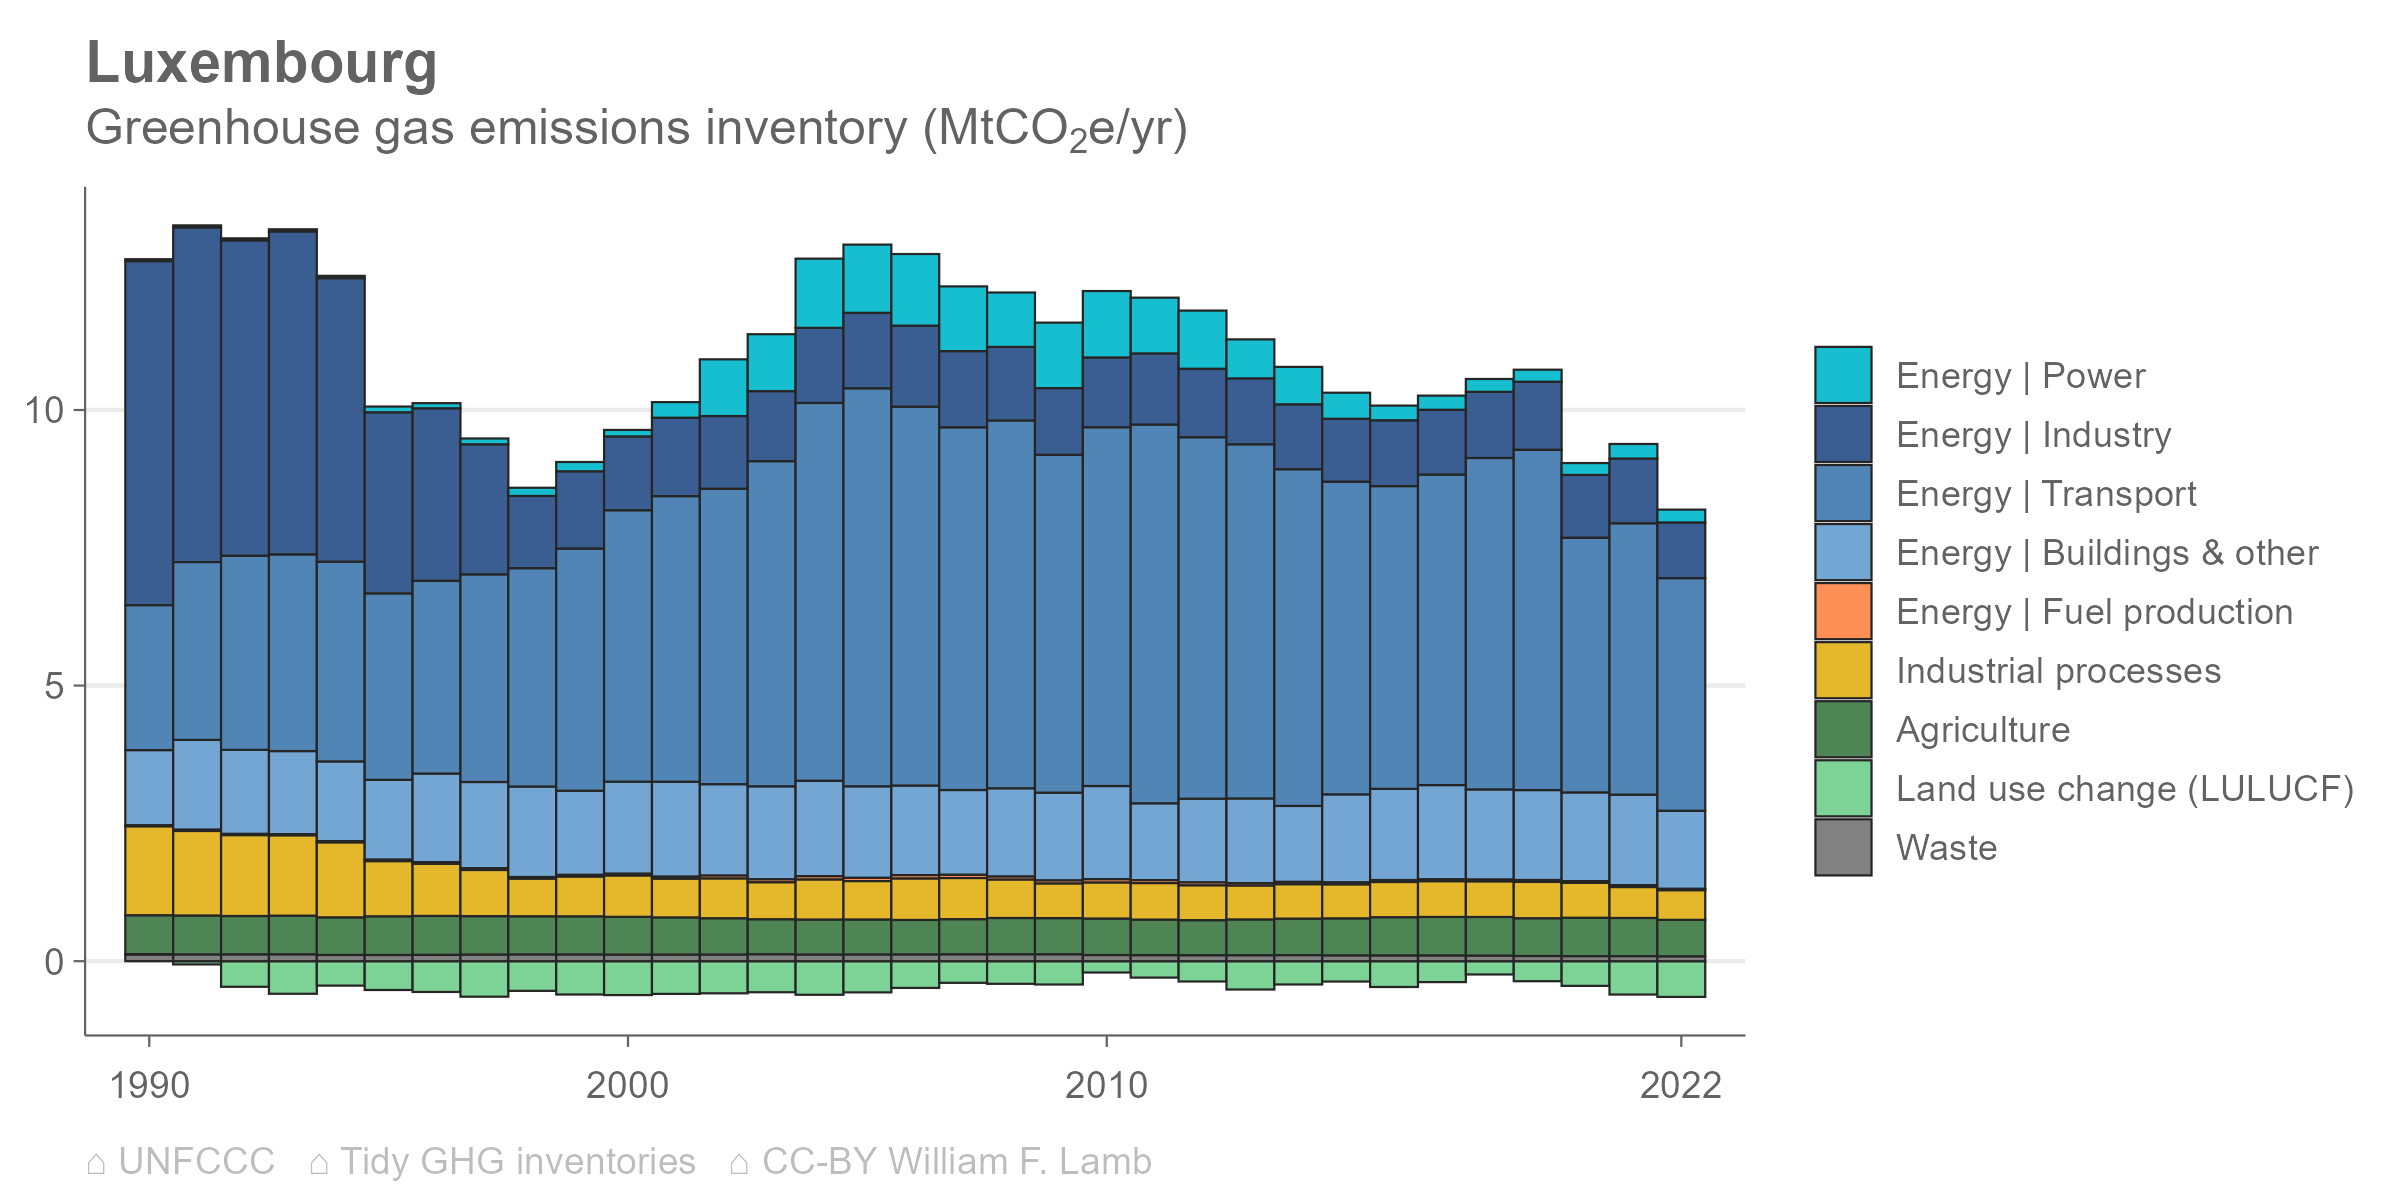 Luxembourg
Greenhouse gas emissions inventory (MtCO₂e/yr)
10
5
0
1990 2000 2010 2022
Energy | Power
Energy | Industry
Energy | Transport
Energy | Buildings & other
Energy | Fuel production
Industrial processes
Agriculture
Land use change (LULUCF)
Waste
⌂ UNFCCC ⌂ Tidy GHG inventories ⌂ CC-BY William F. Lamb